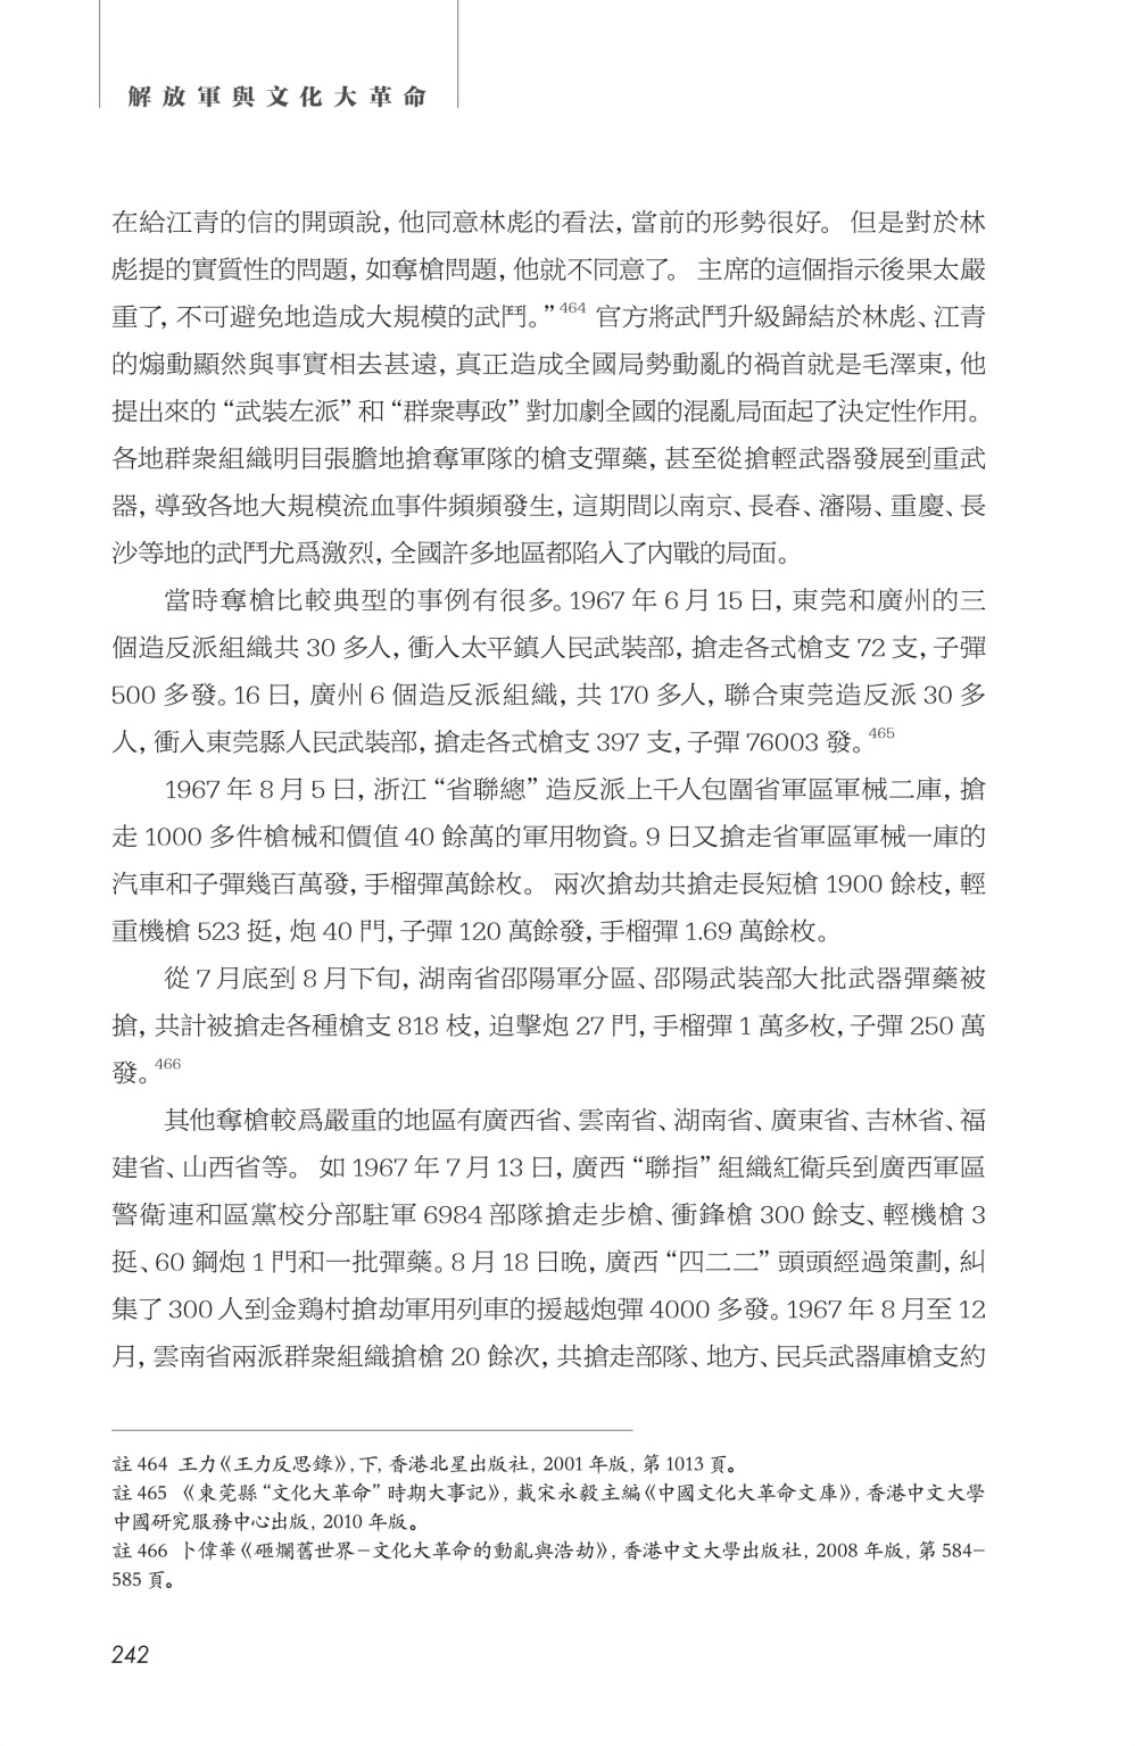 解放軍與文化大革命
在給江青的信的開頭說，他同意林彪的看法，當前的形勢很好。 但是對於林
彪提的實質性的問題，如奪槍問題，他就不同意了。 主席的這個指示後果太嚴
重了，不可避免地造成大規模的武鬥。”464 官方將武鬥升級歸結於林彪、江青
的煽動顯然與事實相去甚遠，真正造成全國局勢動亂的禍首就是毛澤東，他
提出來的“武裝左派”和“群衆專政”對加劇全國的混亂局面起了決定性作用。
各地群衆組織明目張膽地搶奪軍隊的槍支彈藥，甚至從搶輕武器發展到重武
器，導致各地大規模流血事件頻頻發生，這期間以南京、長春、瀋陽、重慶、長
沙等地的武鬥尤爲激烈，全國許多地區都陷入了內戰的局面。
當時奪槍比較典型的事例有很多。1967 年 6 月 15 日，東莞和廣州的三
個造反派組織共 30 多人，衝入太平鎮人民武裝部，搶走各式槍支 72 支，子彈
500 多發。16 日，廣州 6 個造反派組織，共 170 多人，聯合東莞造反派 30 多
人，衝入東莞縣人民武裝部，搶走各式槍支 397 支，子彈 76003 發。465
1967 年 8 月 5 日，浙江“省聯總”造反派上千人包圍省軍區軍械二庫，搶
走 1000 多件槍械和價值 40 餘萬的軍用物資。9 日又搶走省軍區軍械一庫的
汽車和子彈幾百萬發，手榴彈萬餘枚。 兩次搶劫共搶走長短槍 1900 餘枝，輕
重機槍 523 挺，炮 40 門，子彈 120 萬餘發，手榴彈 1.69 萬餘枚。
從 7 月底到 8 月下旬，湖南省邵陽軍分區、邵陽武裝部大批武器彈藥被
搶，共計被搶走各種槍支 818 枝，迫擊炮 27 門，手榴彈 1 萬多枚，子彈 250 萬
發。466
其他奪槍較爲嚴重的地區有廣西省、雲南省、湖南省、廣東省、吉林省、福
建省、山西省等。 如 1967 年 7 月 13 日，廣西“聯指”組織紅衛兵到廣西軍區
警衛連和區黨校分部駐軍 6984 部隊搶走步槍、衝鋒槍 300 餘支、輕機槍 3
挺、60 鋼炮 1 門和一批彈藥。8 月 18 日晚，廣西“四二二”頭頭經過策劃，糾
集了 300 人到金鷄村搶劫軍用列車的援越炮彈 4000 多發。1967 年 8 月至 12
月，雲南省兩派群衆組織搶槍 20 餘次，共搶走部隊、地方、民兵武器庫槍支約
註 464 王力《王力反思錄》，下，香港北星出版社，2001 年版，第 1013 頁。
註 465 《東莞縣“文化大革命”時期大事記》，載宋永毅主編《中國文化大革命文庫》，香港中文大學
中國研究服務中心出版，2010 年版。
註 466 卜偉華《砸爛舊世界－文化大革命的動亂與浩劫》，香港中文大學出版社，2008 年版，第 584–
585 頁。
242